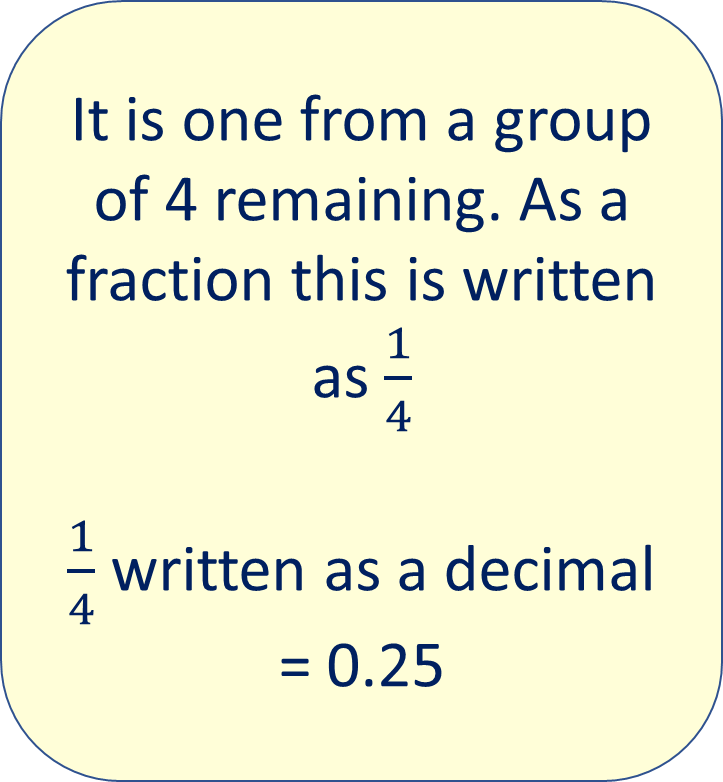 It is one from a group
of 4 remaining. As a
fraction this is written
as 1/4
1/4 written as a decimal
= 0.25